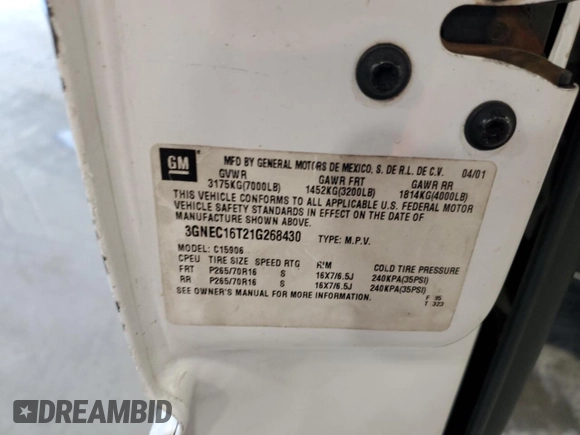 GM
MFD BY GENERAL MOTORS DE MEXICO, S. DE R.L. DE C.V. 04/01
GVWR GAWR FRT GAWR RR
3175KG(7000LB) 1452KG(3200LB) 1814KG(4000LB)
THIS VEHICLE CONFORMS TO ALL APPLICABLE U.S. FEDERAL MOTOR
VEHICLE SAFETY STANDARDS IN EFFECT ON THE DATE OF
MANUFACTURE SHOWN ABOVE.
3GNEC16T21G268430 TYPE: M.P.V.
MODEL: C15906
CPEU TIRE SIZE SPEED RTG RIM COLD TIRE PRESSURE
FRT P265/70R16 S 16X7/6.5J 240KPA(35PSI)
RR P265/70R16 S 16X7/6.5J 240KPA(35PSI)
SEE OWNER'S MANUAL FOR MORE INFORMATION.
F 95
T 323
DREAMBID